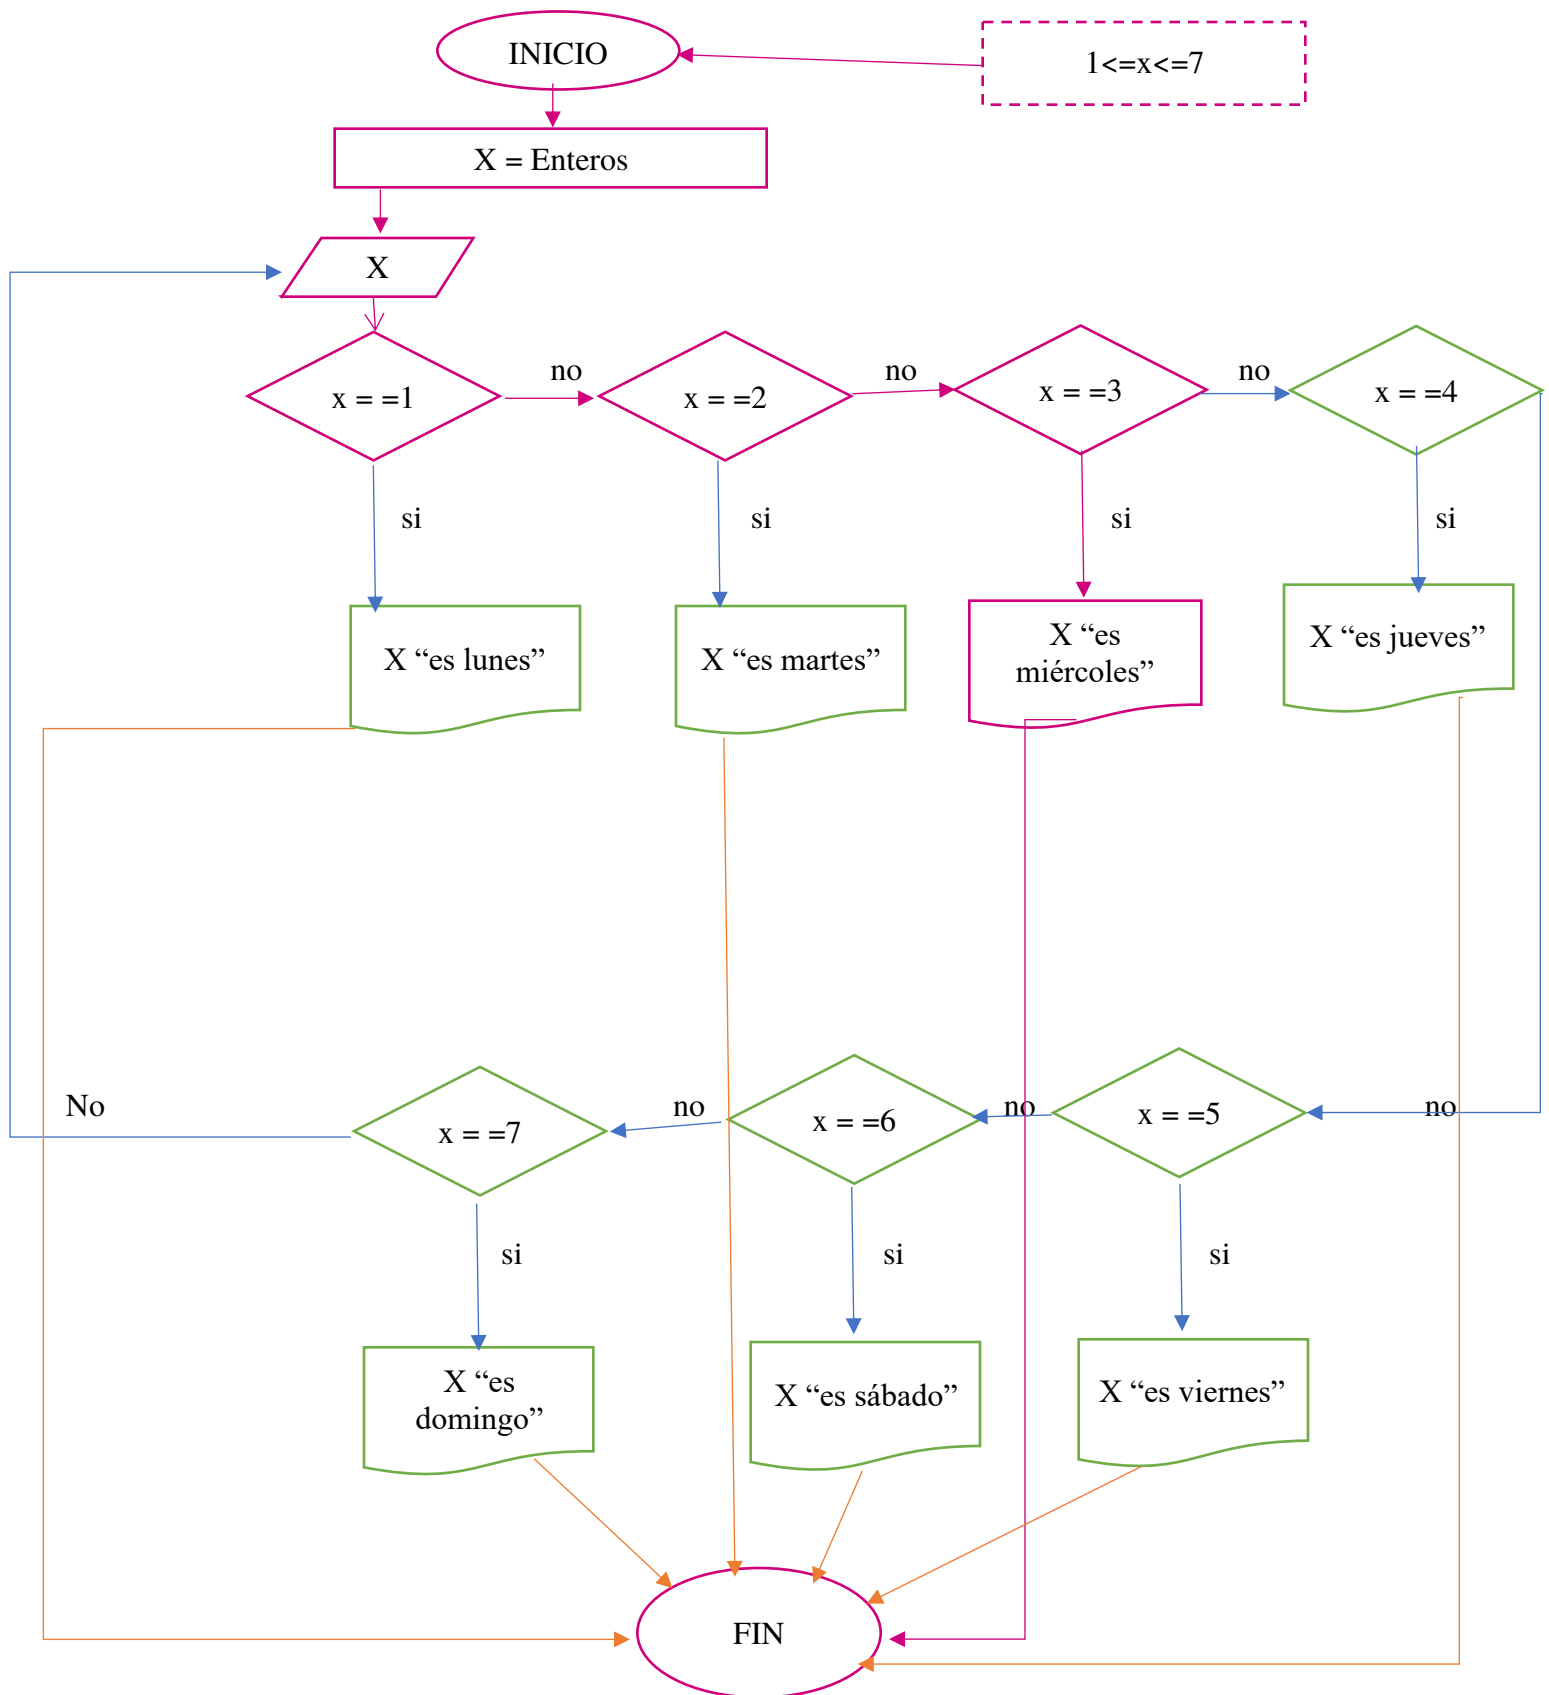 INICIO
1<=x<=7
X = Enteros
X
x = =1
no
x = =2
no
x = =3
no
x = =4
si
si
si
si
X “es lunes”
X “es martes”
X “es
miércoles”
X “es jueves”
No
x = =7
no
x = =6
no
x = =5
no
si
si
si
X “es
domingo”
X “es sábado”
X “es viernes”
FIN